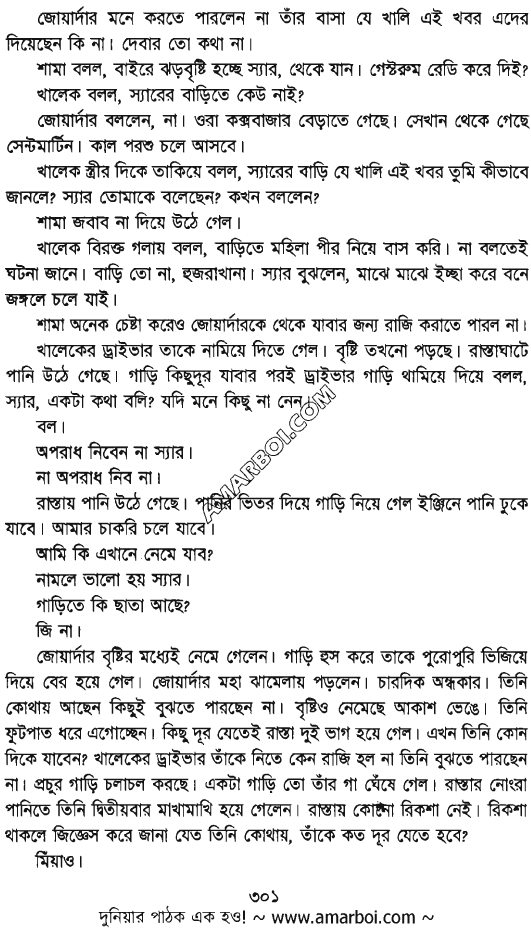 জোয়ার্দার মনে করতে পারলেন না তাঁর বাসা যে খালি এই খবর এদের
দিয়েছেন কি না। দেবার তো কথা না।
শামা বলল, বাইরে ঝড়বৃষ্টি হচ্ছে স্যার, থেকে যান। গেস্টরুম রেডি করে দিই?
খালেক বলল, স্যারের বাড়িতে কেউ নাই?
জোয়ার্দার বললেন, না। ওরা কক্সবাজার বেড়াতে গেছে। সেখান থেকে গেছে
সেন্টমার্টিন। কাল পরশু চলে আসবে।
খালেক স্ত্রীর দিকে তাকিয়ে বলল, স্যারের বাড়ি যে খালি এই খবর তুমি কীভাবে
জানলে? স্যার তোমাকে বলেছেন? কখন বললেন?
শামা জবাব না দিয়ে উঠে গেল।
খালেক বিরক্ত গলায় বলল, বাড়িতে মহিলা পীর নিয়ে বাস করি। না বলতেই
ঘটনা জানে। বাড়ি তো না, হুজরাখানা। স্যার বুঝলেন, মাঝে মাঝে ইচ্ছা করে বনে
জঙ্গলে চলে যাই।
শামা অনেক চেষ্টা করেও জোয়ার্দারকে থেকে যাবার জন্য রাজি করাতে পারল না।
খালেকের ড্রাইভার তাকে নামিয়ে দিতে গেল। বৃষ্টি তখনো পড়ছে। রাস্তাঘাটে
পানি উঠে গেছে। গাড়ি কিছুদূর যাবার পরই ড্রাইভার গাড়ি থামিয়ে দিয়ে বলল,
স্যার, একটা কথা বলি? যদি মনে কিছু না নেন।
বল।
অপরাধ নিবেন না স্যার।
না অপরাধ নিব না।
রাস্তায় পানি উঠে গেছে। পানির ভিতর দিয়ে গাড়ি নিয়ে গেল ইঞ্জিনে পানি ঢুকে
যাবে। আমার চাকরি চলে যাবে।
আমি কি এখানে নেমে যাব?
নামলে ভালো হয় স্যার।
গাড়িতে কি ছাতা আছে?
জি না।
জোয়ার্দার বৃষ্টির মধ্যেই নেমে গেলেন। গাড়ি হুস করে তাকে পুরোপুরি ভিজিয়ে
দিয়ে বের হয়ে গেল। জোয়ার্দার মহা ঝামেলায় পড়লেন। চারদিক অন্ধকার। তিনি
কোথায় আছেন কিছুই বুঝতে পারছেন না। বৃষ্টিও নেমেছে আকাশ ভেঙে। তিনি
ফুটপাত ধরে এগোচ্ছেন। কিছু দূর যেতেই রাস্তা দুই ভাগ হয়ে গেল। এখন তিনি কোন
দিকে যাবেন? খালেকের ড্রাইভার তাঁকে নিতে কেন রাজি হল না তিনি বুঝতে পারছেন
না। প্রচুর গাড়ি চলাচল করছে। একটা গাড়ি তো তাঁর গা ঘেঁষে গেল। রাস্তার নোংরা
পানিতে তিনি দ্বিতীয়বার মাখামাখি হয়ে গেলেন। রাস্তায় কোনো রিকশা নেই। রিকশা
থাকলে জিজ্ঞেস করে জানা যেত তিনি কোথায়, তাঁকে কত দূর যেতে হবে?
মিঁয়াও।
৩০১
দুনিয়ার পাঠক এক হও! ~ www.amarboi.com ~
AMARBOI.COM